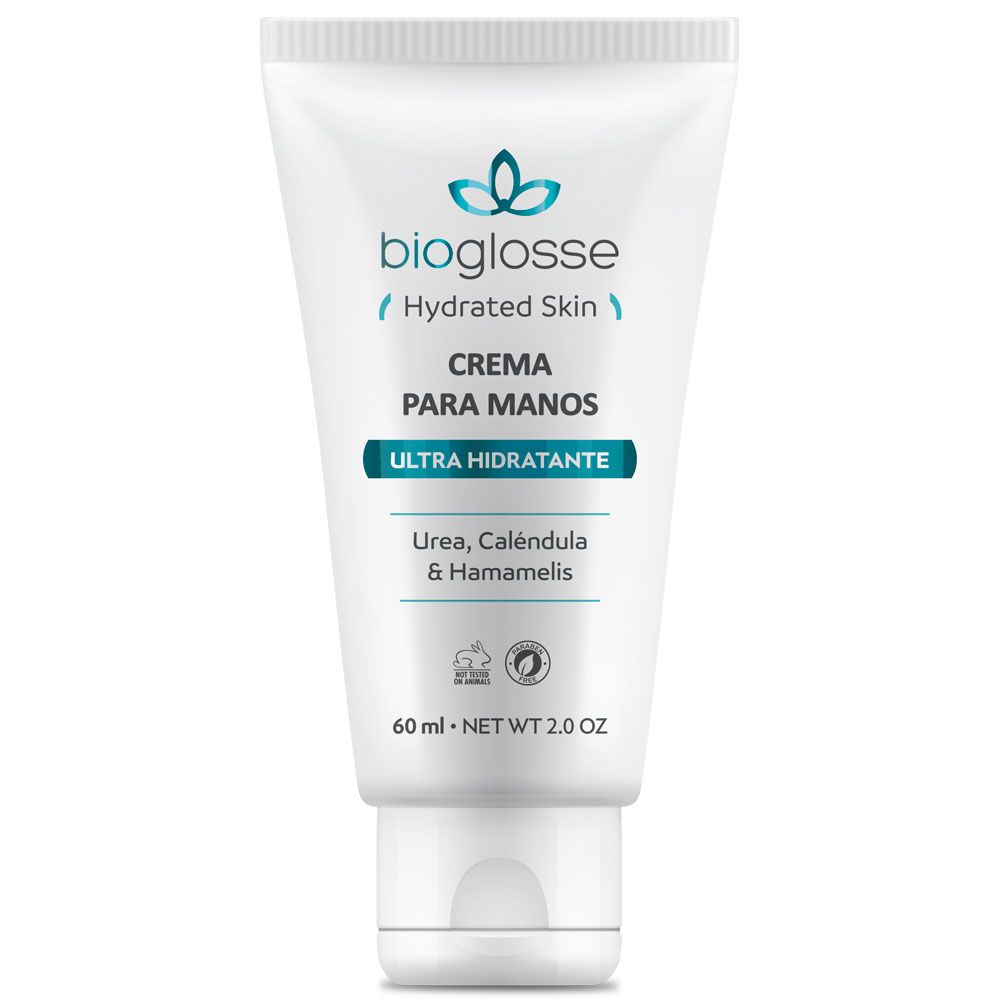 bioglosse
Hydrated Skin
CREMA
PARA MANOS
ULTRA HIDRATANTE
Urea, Caléndula
& Hamamelis
NOT TESTED
ON ANIMALS
PARABEN
FREE
60 ml • NET WT 2.0 OZ